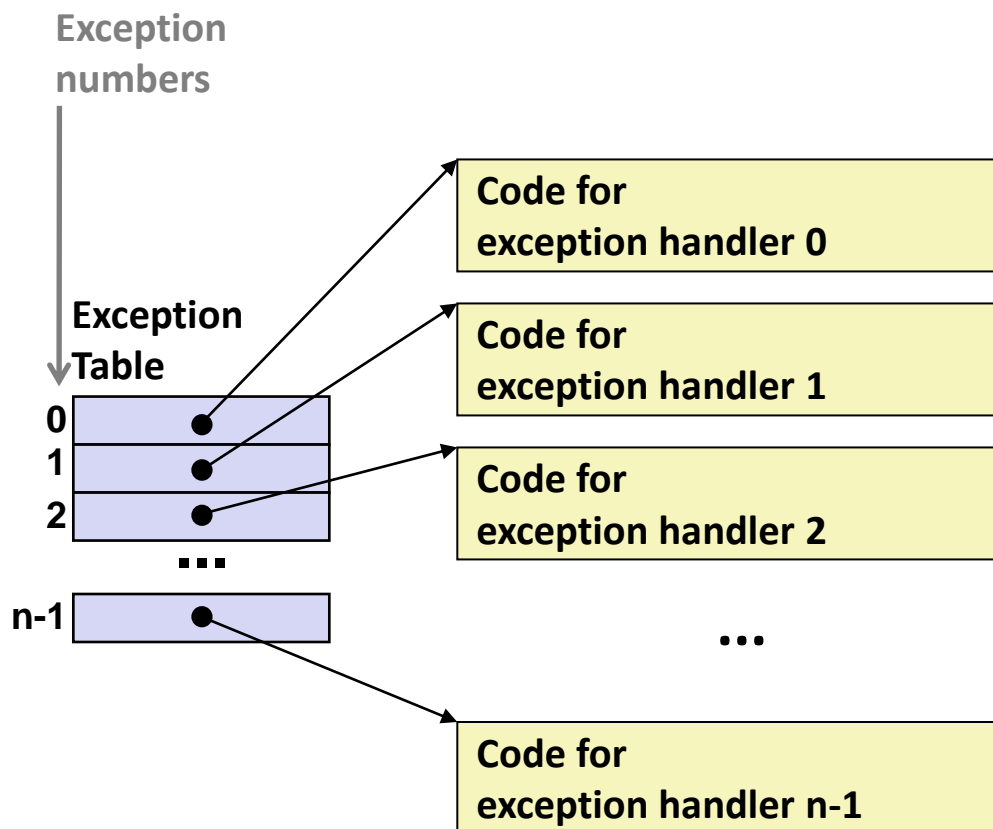 Exception
numbers
Exception
Table
0
1
2
...
n-1
Code for
exception handler 0
Code for
exception handler 1
Code for
exception handler 2
...
Code for
exception handler n-1